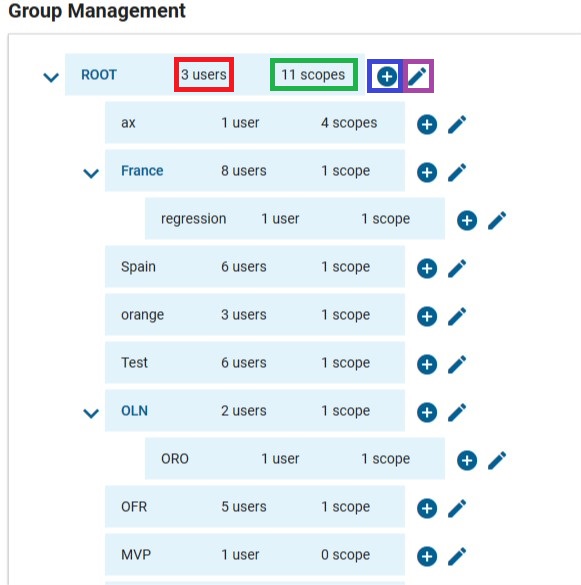 Group Management
ROOT 3 users 11 scopes
ax 1 user 4 scopes
France 8 users 1 scope
regression 1 user 1 scope
Spain 6 users 1 scope
orange 3 users 1 scope
Test 6 users 1 scope
OLN 2 users 1 scope
ORO 1 user 1 scope
OFR 5 users 1 scope
MVP 1 user 0 scope